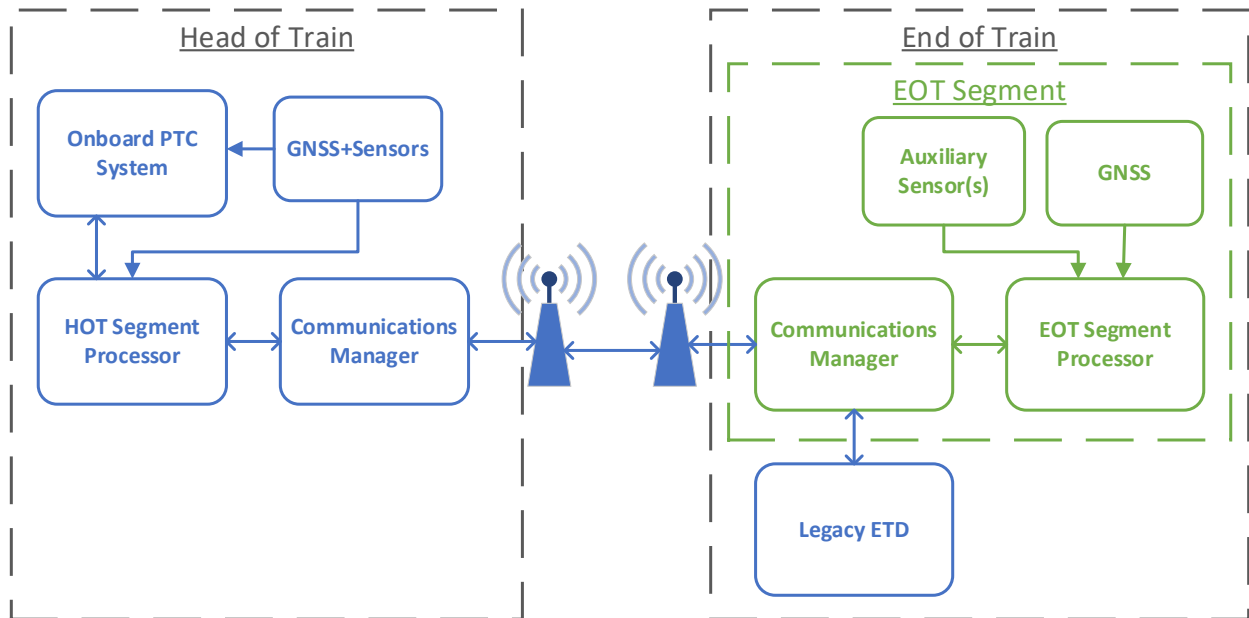 Head of Train
Onboard PTC
System
GNSS+Sensors
HOT Segment
Processor
Communications
Manager
End of Train
EOT Segment
Auxiliary
Sensor(s)
GNSS
Communications
Manager
EOT Segment
Processor
Legacy ETD